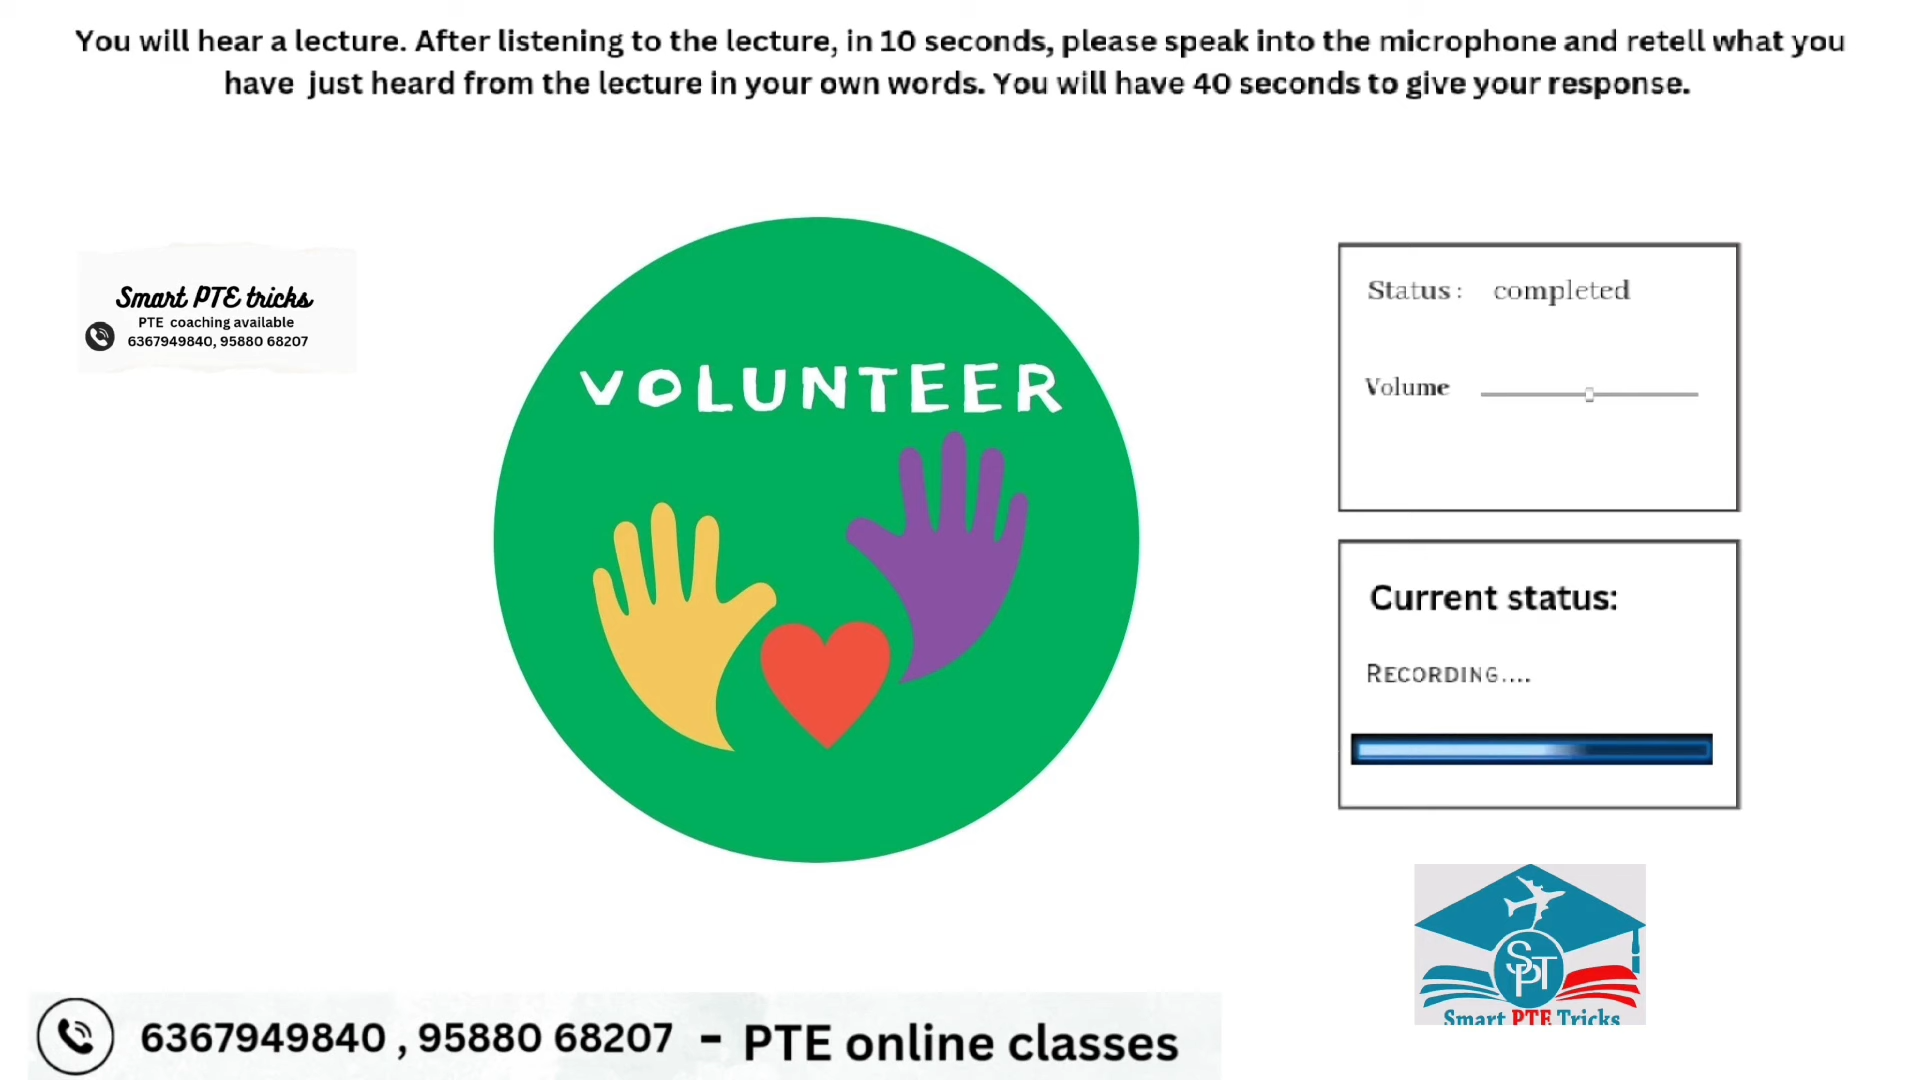 You will hear a lecture. After listening to the lecture, in 10 seconds, please speak into the microphone and retell what you
have just heard from the lecture in your own words. You will have 40 seconds to give your response.
Smart PTE tricks
PTE coaching available
6367949840, 95880 68207
VOLUNTEER
Status: completed
Volume
Current status:
RECORDING....
SPT
Smart PTE Tricks
6367949840 , 95880 68207 - PTE online classes